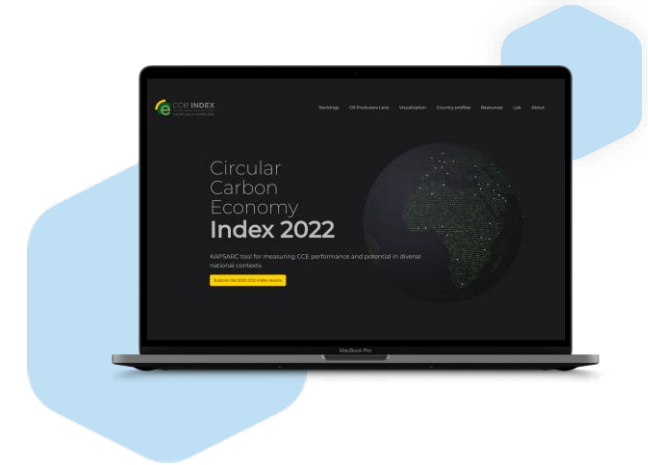 CCE INDEX
Rankings Oil Producers Lens Visualization Country profiles Resources Lab About
Circular
Carbon
Economy
Index 2022
KAPSARC tool for measuring CCE performance and potential in diverse
national contexts
Explore the 2022 CCE Index results
MacBook Pro